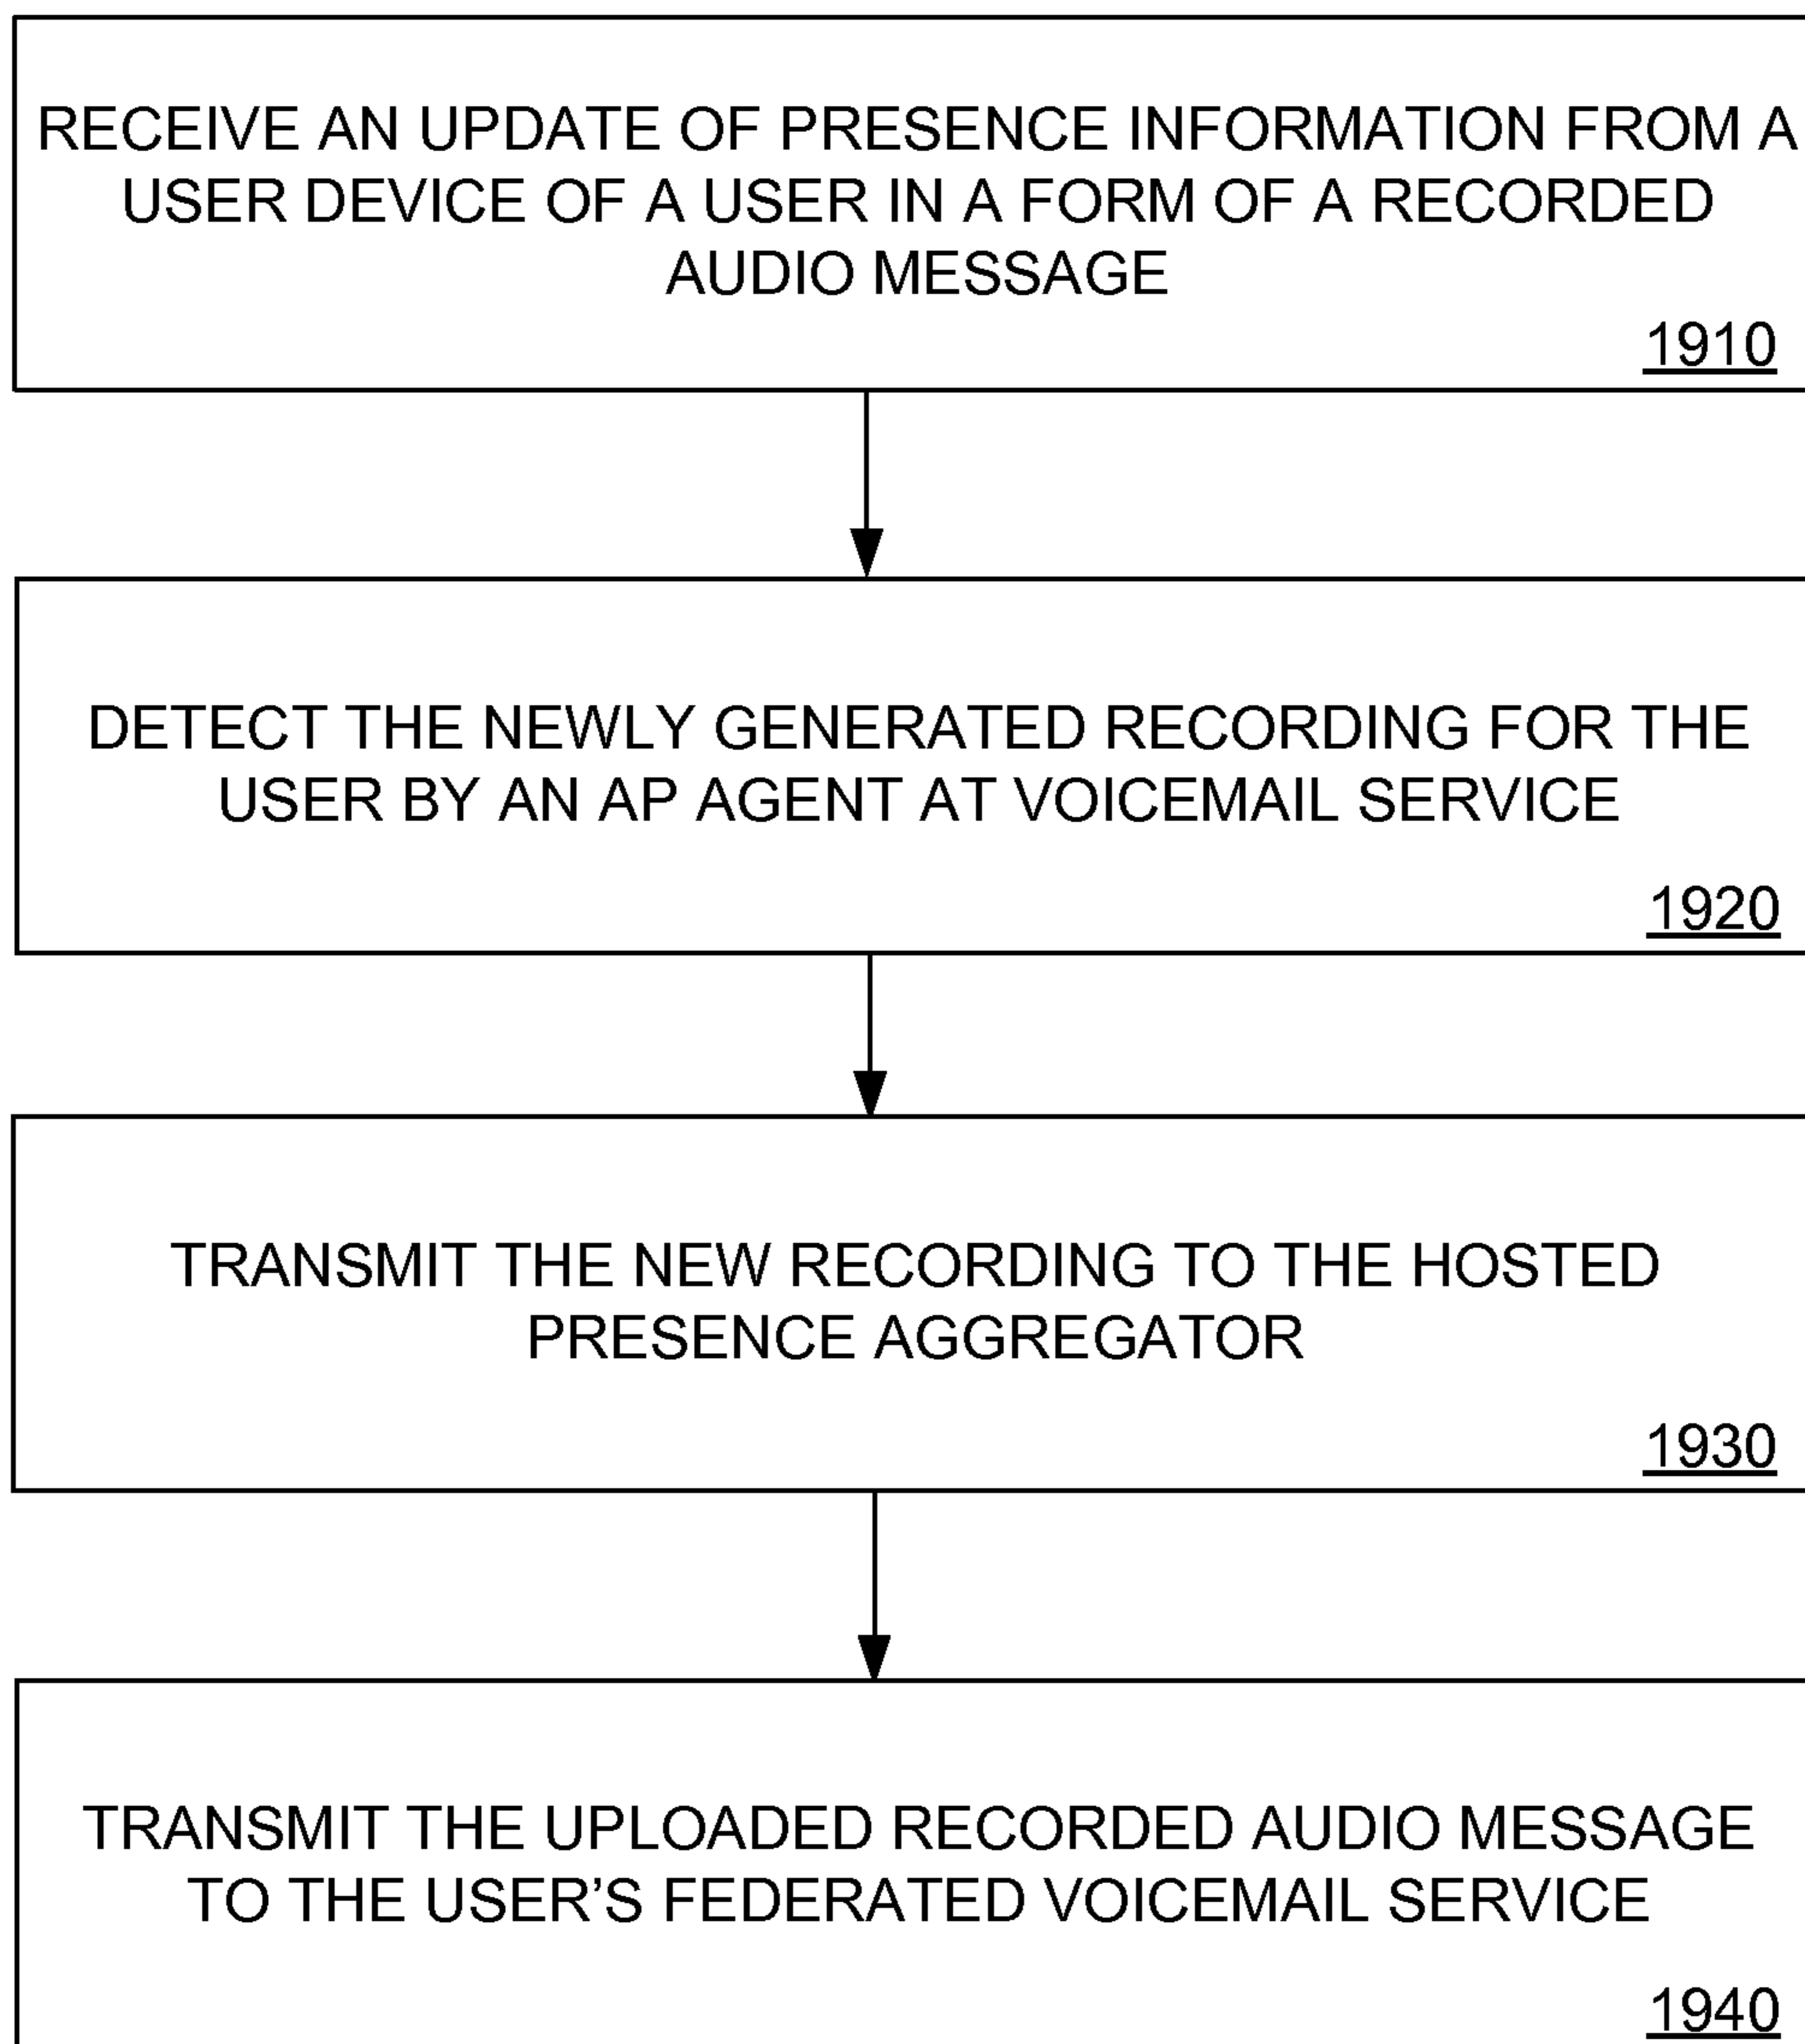 RECEIVE AN UPDATE OF PRESENCE INFORMATION FROM A
USER DEVICE OF A USER IN A FORM OF A RECORDED
AUDIO MESSAGE
1910
DETECT THE NEWLY GENERATED RECORDING FOR THE
USER BY AN AP AGENT AT VOICEMAIL SERVICE
1920
TRANSMIT THE NEW RECORDING TO THE HOSTED
PRESENCE AGGREGATOR
1930
TRANSMIT THE UPLOADED RECORDED AUDIO MESSAGE
TO THE USER’S FEDERATED VOICEMAIL SERVICE
1940